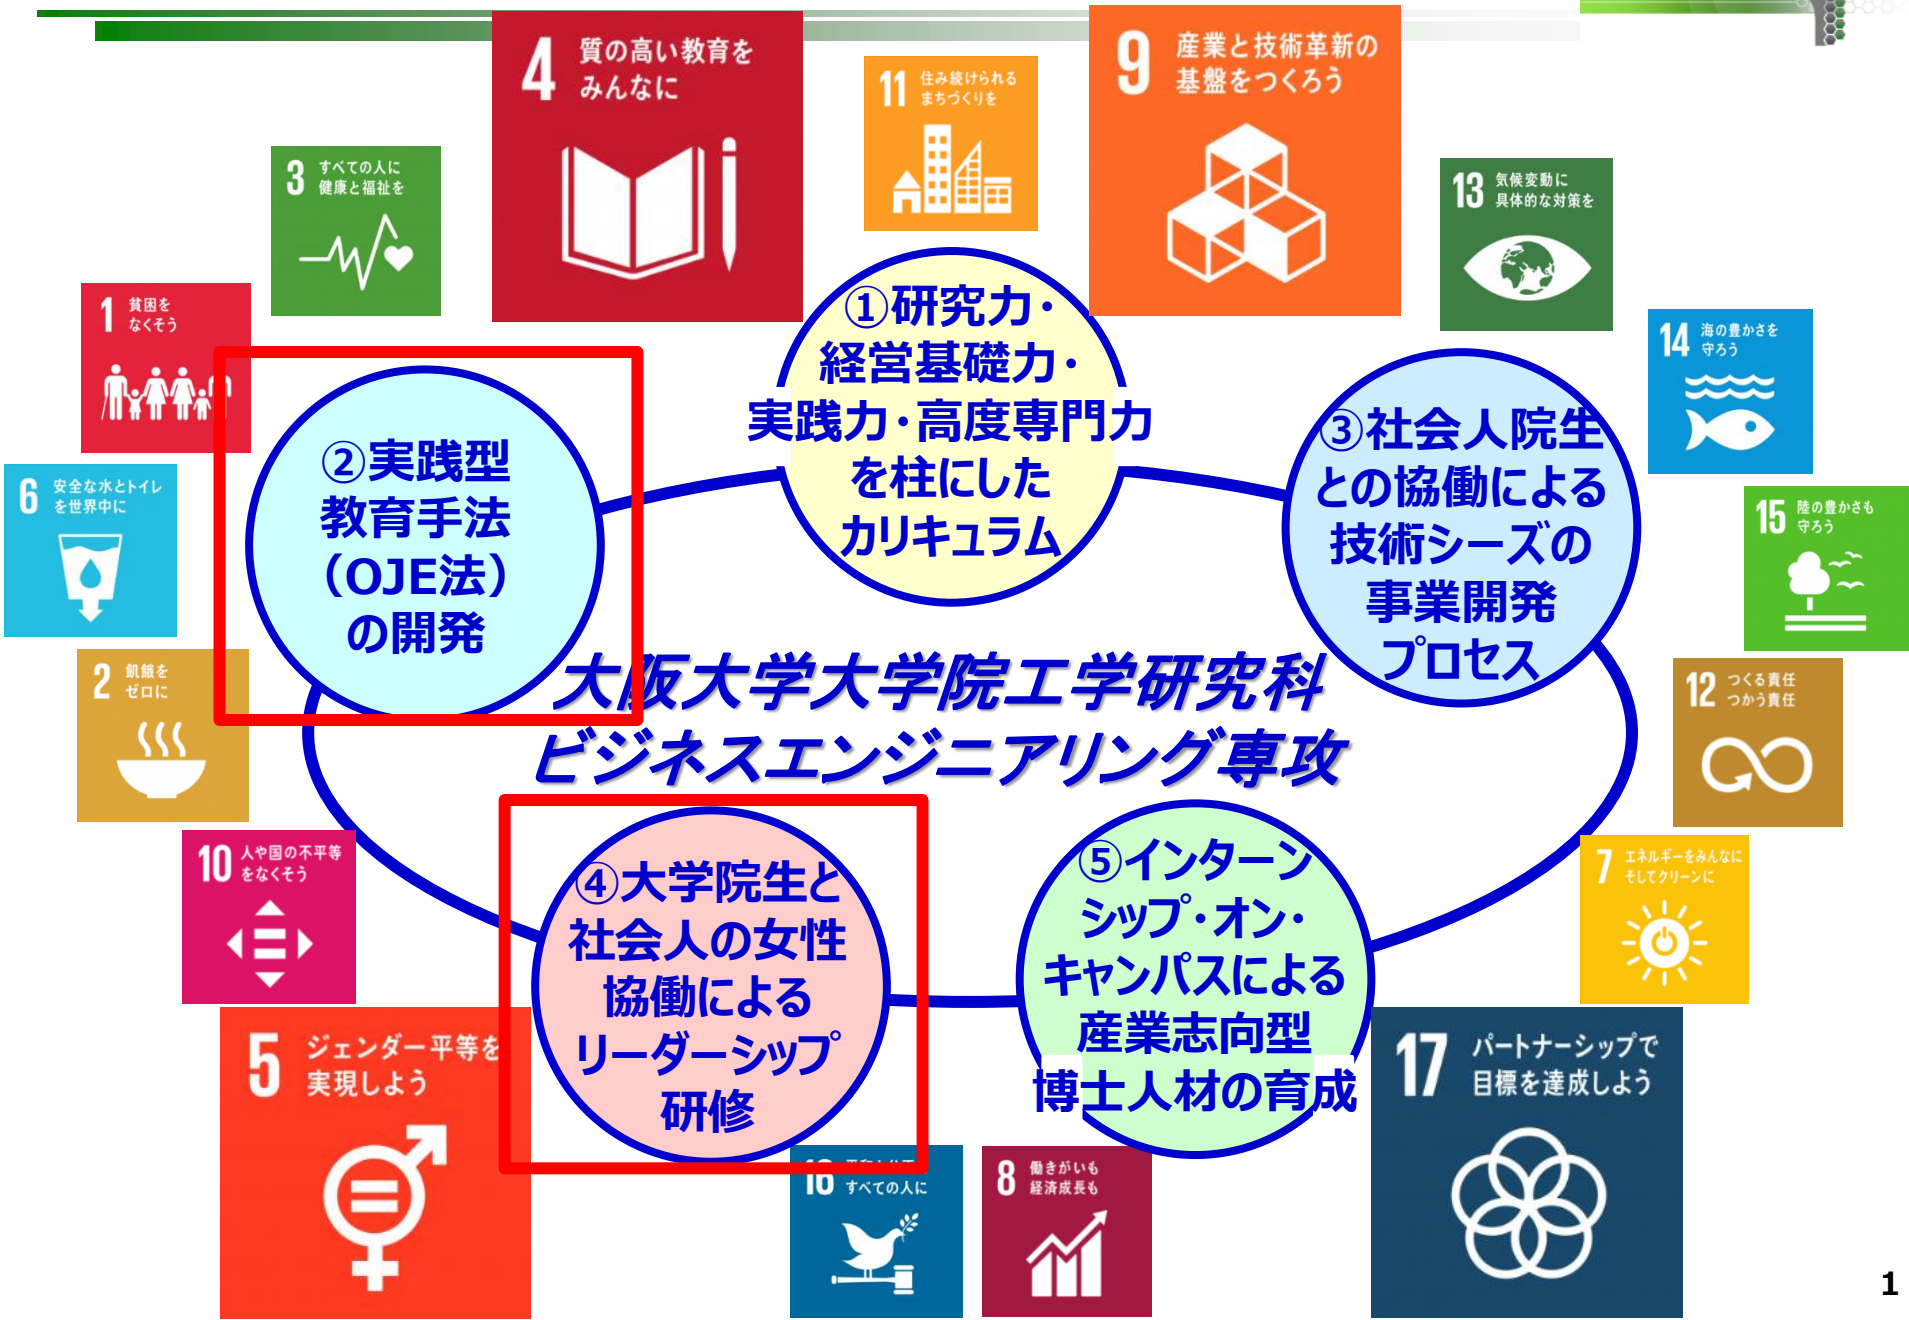 4 質の高い教育を
みんなに
11 住み続けられる
まちづくりを
9 産業と技術革新の
基盤をつくろう
3 すべての人に
健康と福祉を
13 気候変動に
具体的な対策を
1 貧困を
なくそう
14 海の豊かさを
守ろう
①研究力・
経営基礎力・
実践力・高度専門力
を柱にした
カリキュラム
②実践型
教育手法
（OJE法）
の開発
③社会人院生
との協働による
技術シーズの
事業開発
プロセス
6 安全な水とトイレ
を世界中に
15 陸の豊かさも
守ろう
2 飢餓を
ゼロに
12 つくる責任
つかう責任
大阪大学大学院工学研究科
ビジネスエンジニアリング専攻
10 人や国の不平等
をなくそう
7 エネルギーをみんなに
そしてクリーンに
④大学院生と
社会人の女性
協働による
リーダーシップ
研修
⑤インターン
シップ・オン・
キャンパスによる
産業志向型
博士人材の育成
5 ジェンダー平等を
実現しよう
17 パートナーシップで
目標を達成しよう
16
すべての人に
8 働きがいも
経済成長も
1